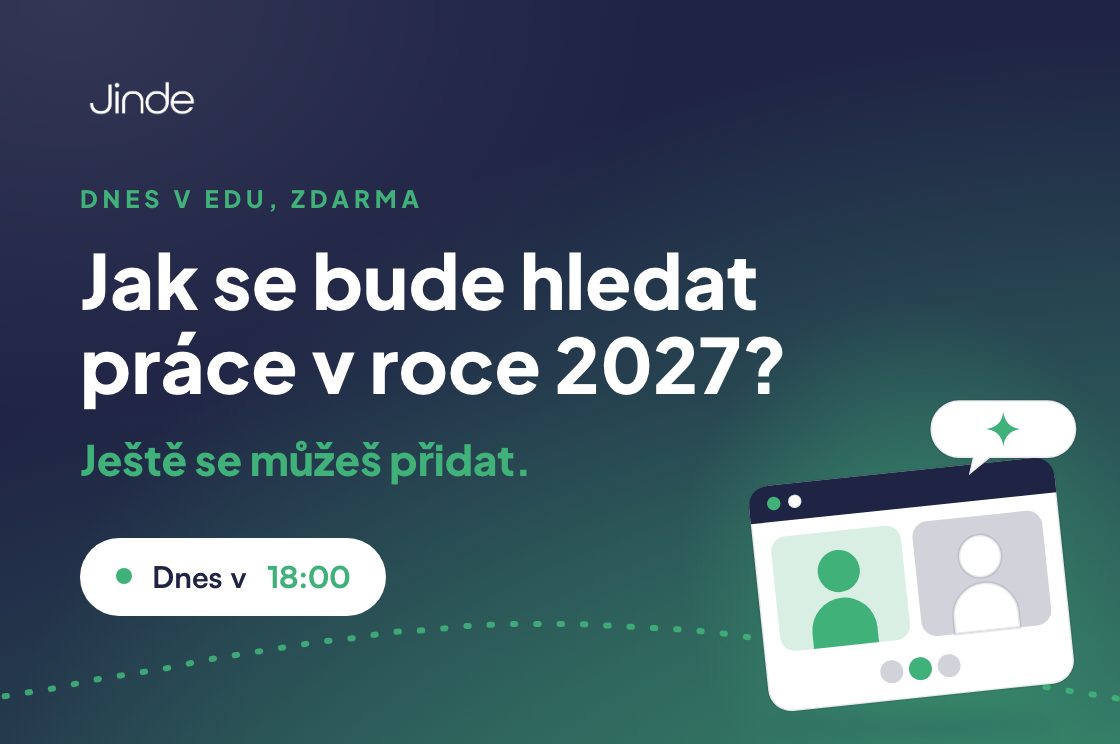 Jinde
DNES V EDU, ZDARMA
Jak se bude hledat
práce v roce 2027?
Ještě se můžeš přidat.
Dnes v 18:00